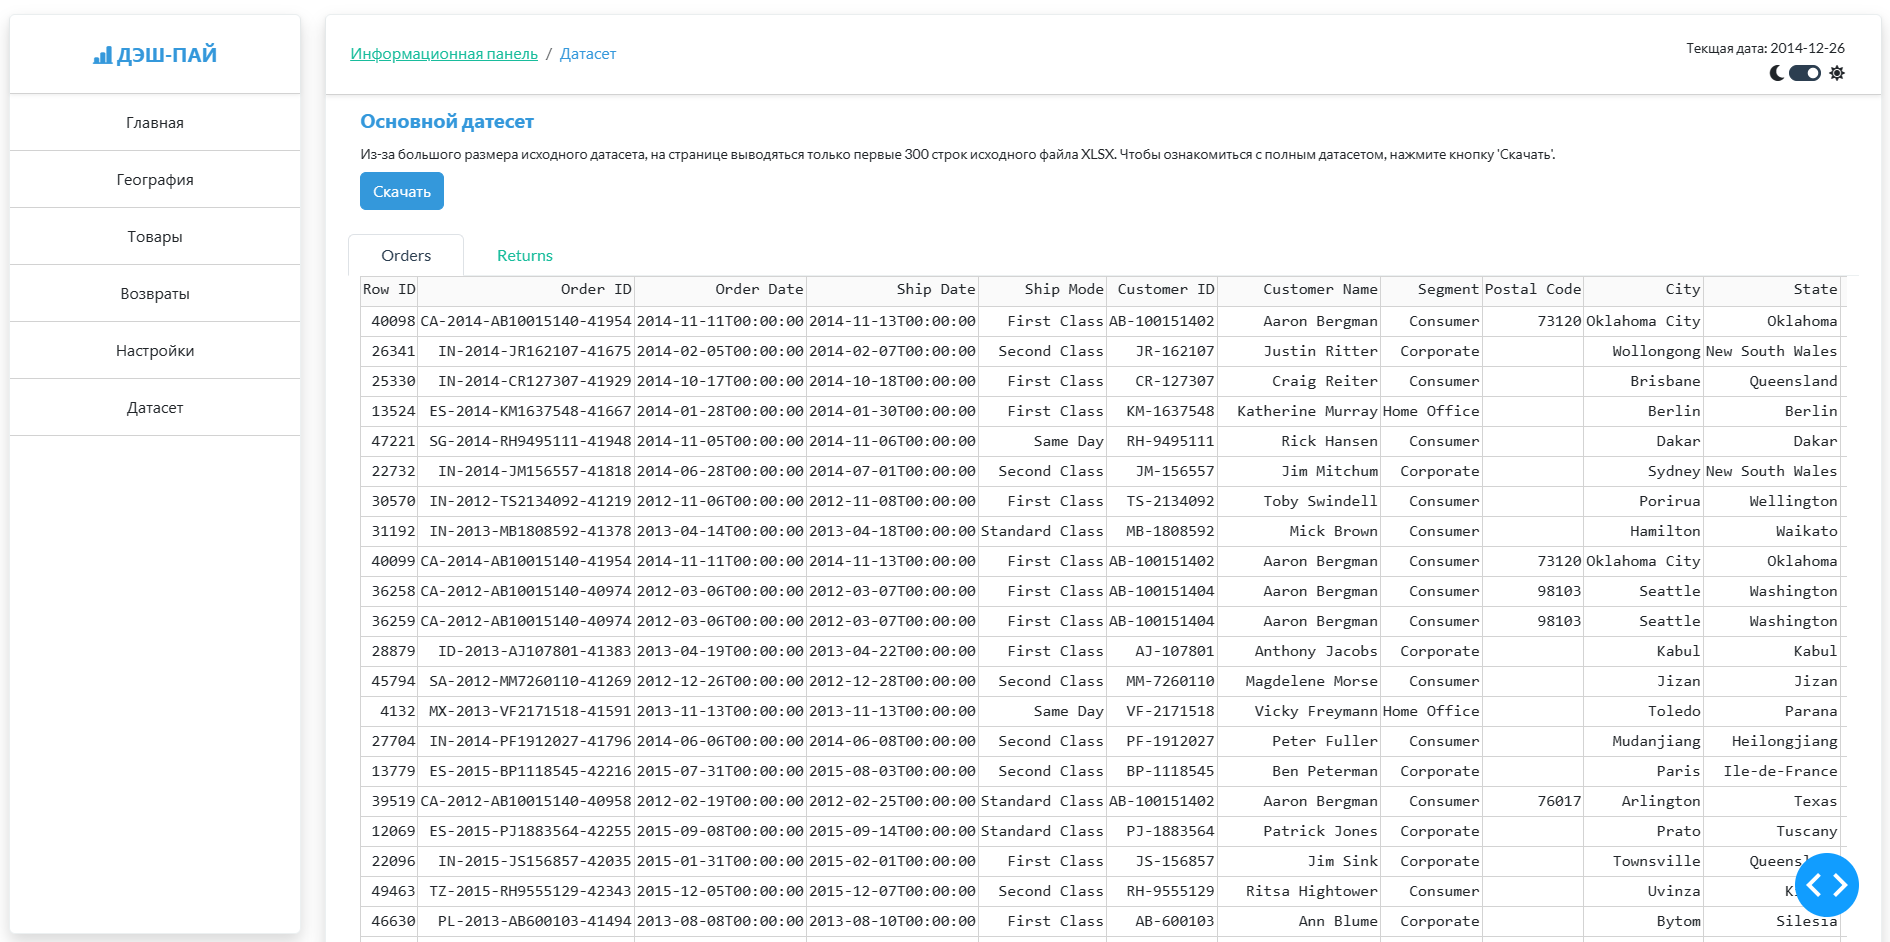 ДЭШ-ПАЙ
Главная
География
Товары
Возвраты
Настройки
Датасет
Информационная панель / Датасет
Текщая дата: 2014-12-26
Основной датесет
Из-за большого размера исходного датасета, на странице выводяться только первые 300 строк исходного файла XLSX. Чтобы ознакомиться с полным датасетом, нажмите кнопку 'Скачать'.
Скачать
Orders Returns
Row ID Order ID Order Date Ship Date Ship Mode Customer ID Customer Name Segment Postal Code City State
40098 CA-2014-AB10015140-41954 2014-11-11T00:00:00 2014-11-13T00:00:00 First Class AB-100151402 Aaron Bergman Consumer 73120 Oklahoma City Oklahoma
26341 IN-2014-JR162107-41675 2014-02-05T00:00:00 2014-02-07T00:00:00 Second Class JR-162107 Justin Ritter Corporate Wollongong New South Wales
25330 IN-2014-CR127307-41929 2014-10-17T00:00:00 2014-10-18T00:00:00 First Class CR-127307 Craig Reiter Consumer Brisbane Queensland
13524 ES-2014-KM1637548-41667 2014-01-28T00:00:00 2014-01-30T00:00:00 First Class KM-1637548 Katherine Murray Home Office Berlin Berlin
47221 SG-2014-RH9495111-41948 2014-11-05T00:00:00 2014-11-06T00:00:00 Same Day RH-9495111 Rick Hansen Consumer Dakar Dakar
22732 IN-2014-JM156557-41818 2014-06-28T00:00:00 2014-07-01T00:00:00 Second Class JM-156557 Jim Mitchum Corporate Sydney New South Wales
30570 IN-2012-TS2134092-41219 2012-11-06T00:00:00 2012-11-08T00:00:00 First Class TS-2134092 Toby Swindell Consumer Porirua Wellington
31192 IN-2013-MB1808592-41378 2013-04-14T00:00:00 2013-04-18T00:00:00 Standard Class MB-1808592 Mick Brown Consumer Hamilton Waikato
40099 CA-2014-AB10015140-41954 2014-11-11T00:00:00 2014-11-13T00:00:00 First Class AB-100151402 Aaron Bergman Consumer 73120 Oklahoma City Oklahoma
36258 CA-2012-AB10015140-40974 2012-03-06T00:00:00 2012-03-07T00:00:00 First Class AB-100151404 Aaron Bergman Consumer 98103 Seattle Washington
36259 CA-2012-AB10015140-40974 2012-03-06T00:00:00 2012-03-07T00:00:00 First Class AB-100151404 Aaron Bergman Consumer 98103 Seattle Washington
28879 ID-2013-AJ107801-41383 2013-04-19T00:00:00 2013-04-22T00:00:00 First Class AJ-107801 Anthony Jacobs Corporate Kabul Kabul
45794 SA-2012-MM7260110-41269 2012-12-26T00:00:00 2012-12-28T00:00:00 Second Class MM-7260110 Magdelene Morse Consumer Jizan Jizan
4132 MX-2013-VF2171518-41591 2013-11-13T00:00:00 2013-11-13T00:00:00 Same Day VF-2171518 Vicky Freymann Home Office Toledo Parana
27704 IN-2014-PF1912027-41796 2014-06-06T00:00:00 2014-06-08T00:00:00 Second Class PF-1912027 Peter Fuller Consumer Mudanjiang Heilongjiang
13779 ES-2015-BP1118545-42216 2015-07-31T00:00:00 2015-08-03T00:00:00 Second Class BP-1118545 Ben Peterman Corporate Paris Ile-de-France
39519 CA-2012-AB10015140-40958 2012-02-19T00:00:00 2012-02-25T00:00:00 Standard Class AB-100151402 Aaron Bergman Consumer 76017 Arlington Texas
12069 ES-2015-PJ1883564-42255 2015-09-08T00:00:00 2015-09-14T00:00:00 Standard Class PJ-1883564 Patrick Jones Corporate Prato Tuscany
22096 IN-2015-JS156857-42035 2015-01-31T00:00:00 2015-02-01T00:00:00 First Class JS-156857 Jim Sink Corporate Townsville
49463 TZ-2015-RH9555129-42343 2015-12-05T00:00:00 2015-12-07T00:00:00 Second Class RH-9555129 Ritsa Hightower Consumer Uvinza
46630 PL-2013-AB600103-41494 2013-08-08T00:00:00 2013-08-10T00:00:00 First Class AB-600103 Ann Blume Corporate Bytom Silesia